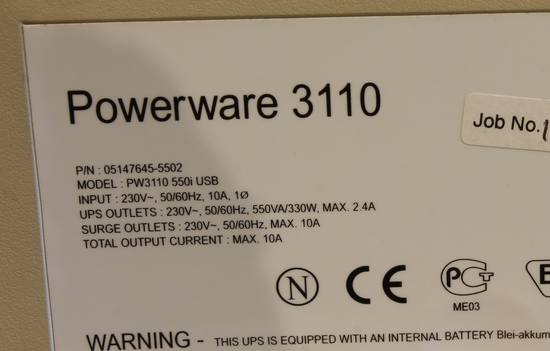 Powerware 3110
Job No.
P/N : 05147645-5502
MODEL : PW3110 550i USB
INPUT : 230V~, 50/60Hz, 10A, 1Ø
UPS OUTLETS : 230V~, 50/60Hz, 550VA/330W, MAX. 2.4A
SURGE OUTLETS : 230V~, 50/60Hz, MAX. 10A
TOTAL OUTPUT CURRENT : MAX. 10A
N CE PCT
ME03
WARNING - THIS UPS IS EQUIPPED WITH AN INTERNAL BATTERY Blei-akkum